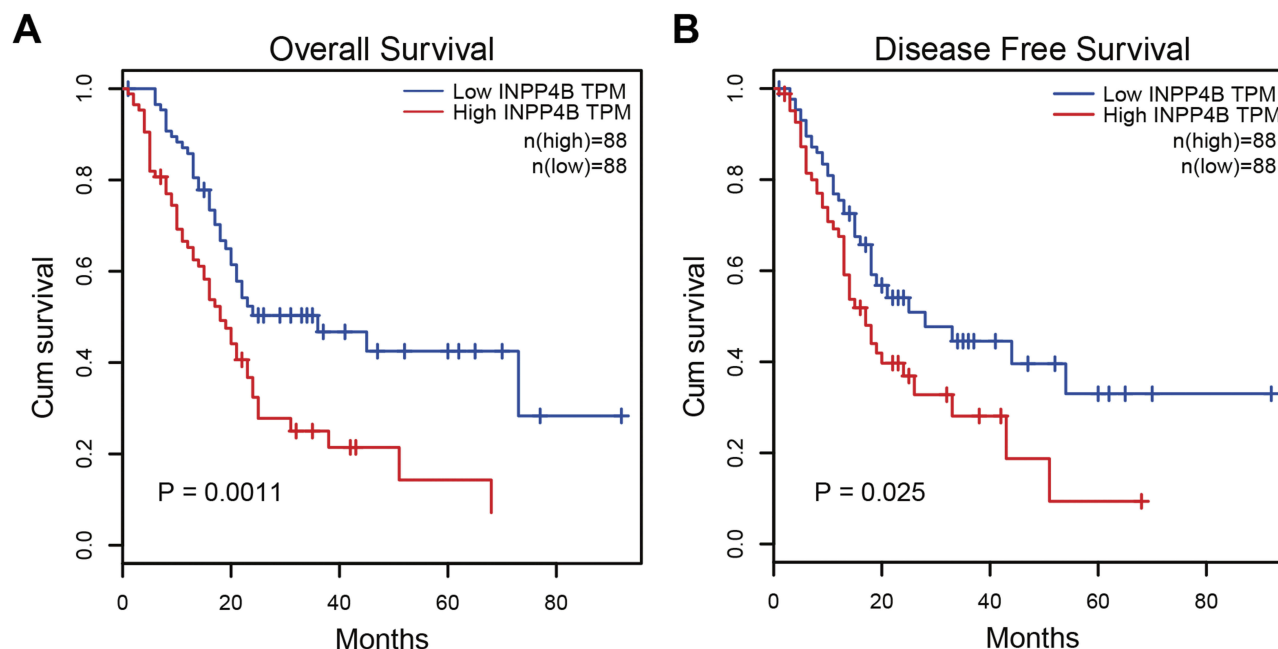 A
Overall Survival
Low INPP4B TPM
High INPP4B TPM
n(high)=88
n(low)=88
P = 0.0011
Cum survival
1.0
0.8
0.6
0.4
0.2
0.0
0 20 40 60 80
Months
B
Disease Free Survival
Low INPP4B TPM
High INPP4B TPM
n(high)=88
n(low)=88
P = 0.025
Cum survival
1.0
0.8
0.6
0.4
0.2
0.0
0 20 40 60 80
Months